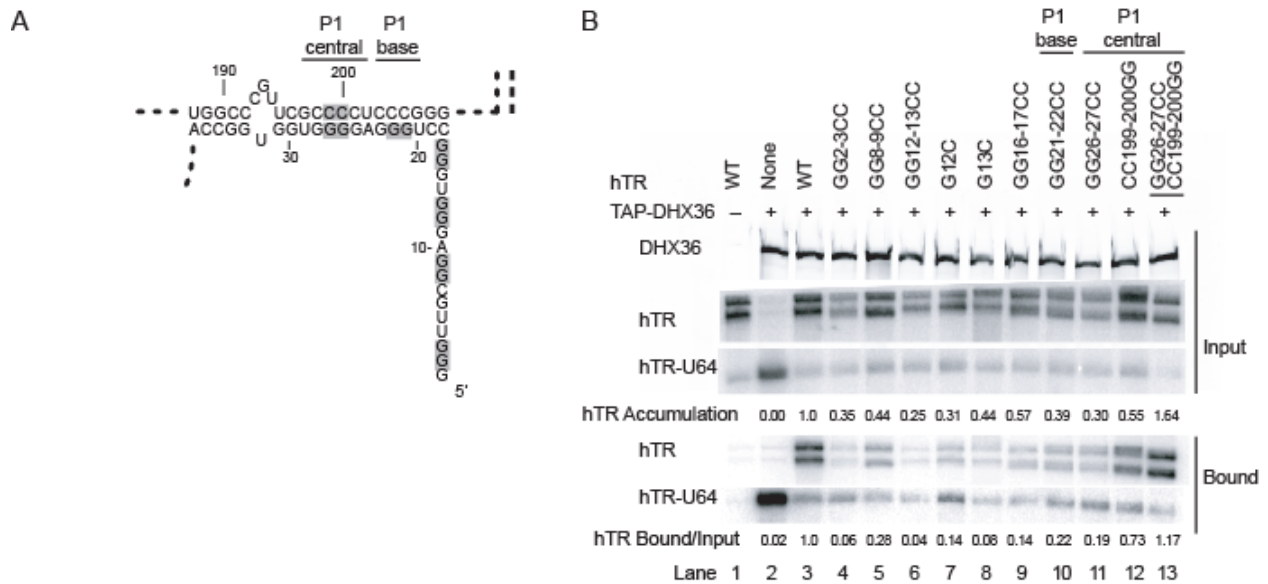 A
P1 central
P1 base
190
200
UGGCC C G U UCGCCCCUCCCGGG
ACCGG U GGUGGGGAGGGUCC
30
20
G
G
G
U
G
G
G
10- A
G
G
C
G
U
U
G
G
G
5'
B
P1 base
P1 central
hTR WT None WT GG2-3CC GG8-9CC GG12-13CC G12C G13C GG16-17CC GG21-22CC GG26-27CC CC199-200GG GG26-27CC CC199-200GG
TAP-DHX36 – + + + + + + + + + + + +
DHX36
hTR
hTR-U64
Input
hTR Accumulation 0.00 1.0 0.35 0.44 0.25 0.31 0.44 0.57 0.39 0.30 0.55 1.64
hTR
hTR-U64
Bound
hTR Bound/Input 0.02 1.0 0.06 0.28 0.04 0.14 0.08 0.14 0.22 0.19 0.73 1.17
Lane 1 2 3 4 5 6 7 8 9 10 11 12 13